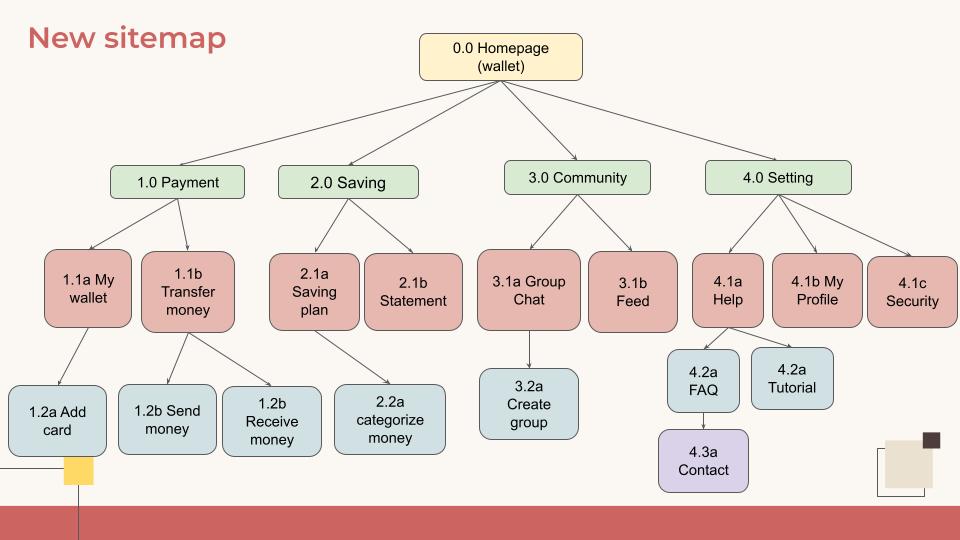 New sitemap
0.0 Homepage
(wallet)
1.0 Payment
2.0 Saving
3.0 Community
4.0 Setting
1.1a My
wallet
1.1b
Transfer
money
2.1a
Saving
plan
2.1b
Statement
3.1a Group
Chat
3.1b
Feed
4.1a
Help
4.1b My
Profile
4.1c
Security
1.2a Add
card
1.2b Send
money
1.2b
Receive
money
2.2a
categorize
money
3.2a
Create
group
4.2a
FAQ
4.2a
Tutorial
4.3a
Contact